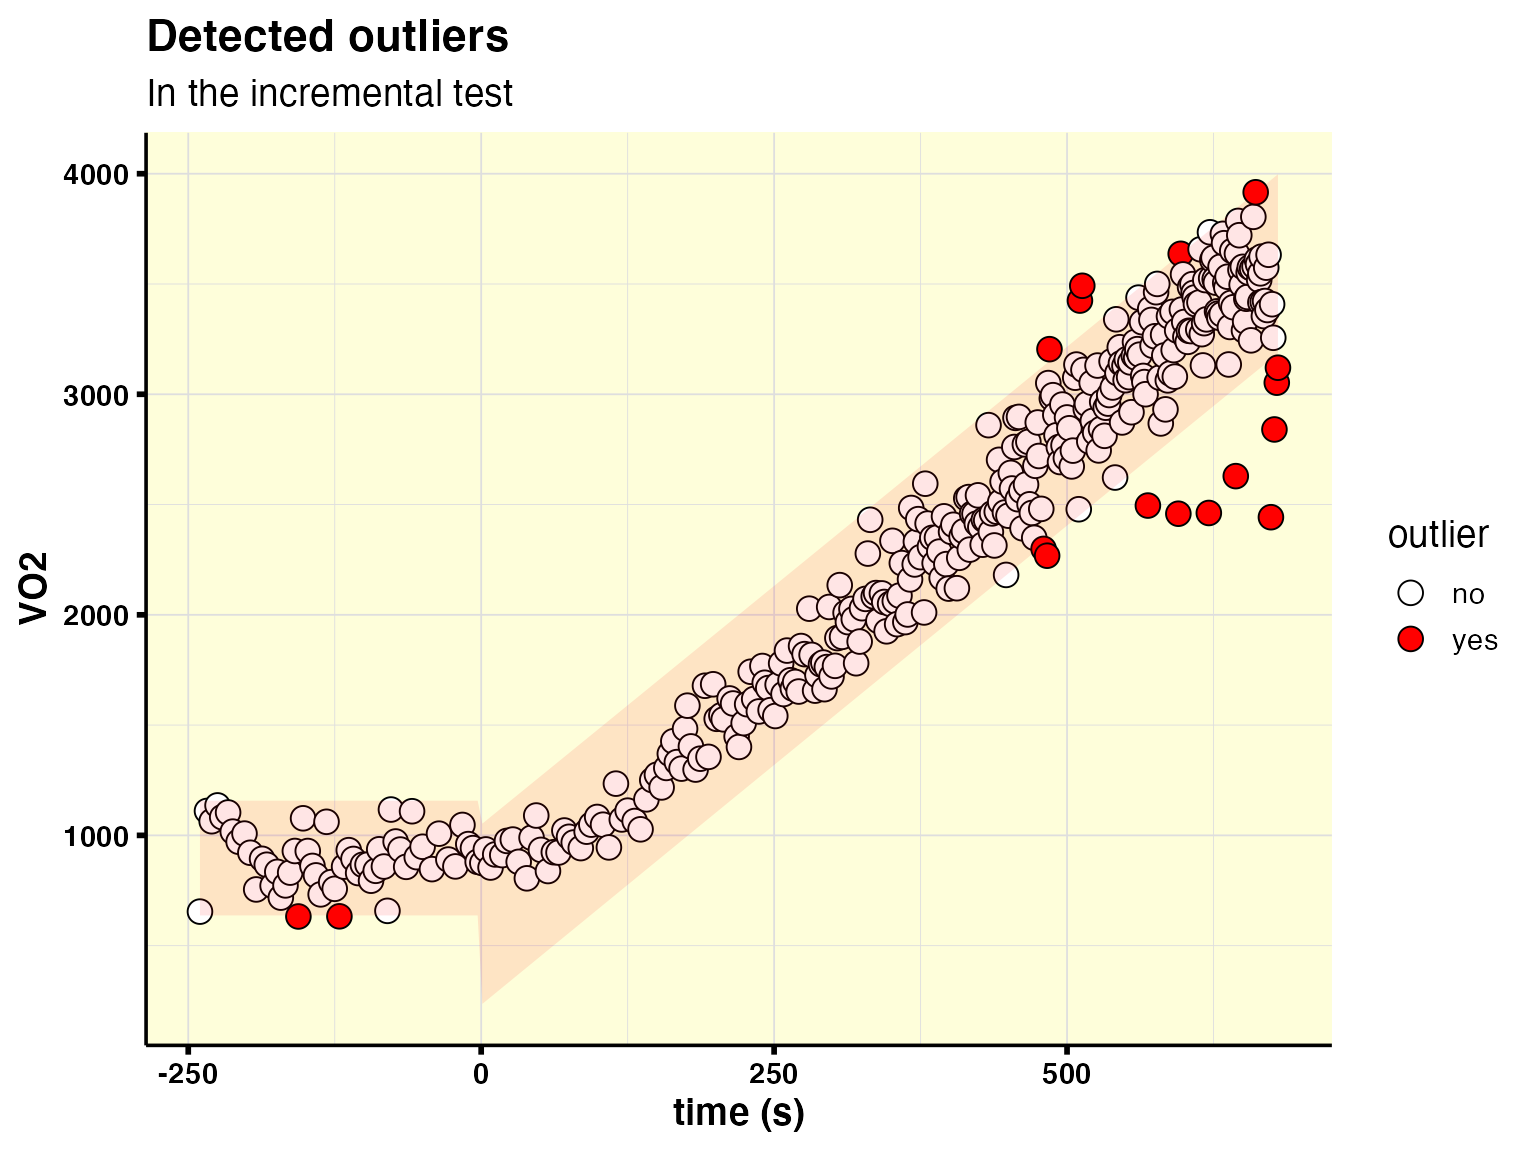 Detected outliers
In the incremental test
4000
3000
2000
1000
VO2
-250
0
250
500
time (s)
outlier
no
yes